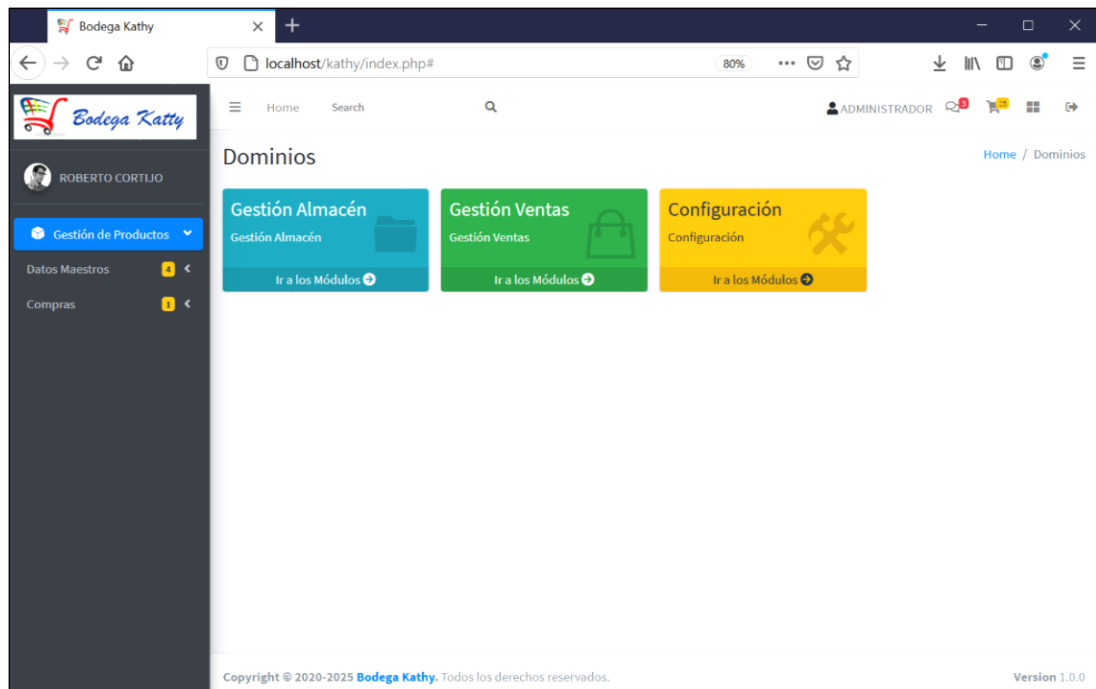 Bodega Kathy
localhost/kathy/index.php#
80%
Bodega Katty
Home
Search
ADMINISTRADOR
3
15
ROBERTO CORTIJO
Gestión de Productos
Datos Maestros 4
Compras 1
Dominios
Home / Dominios
Gestión Almacén
Gestión Almacén
Ir a los Módulos
Gestión Ventas
Gestión Ventas
Ir a los Módulos
Configuración
Configuración
Ir a los Módulos
Copyright © 2020-2025 Bodega Kathy. Todos los derechos reservados.
Version 1.0.0